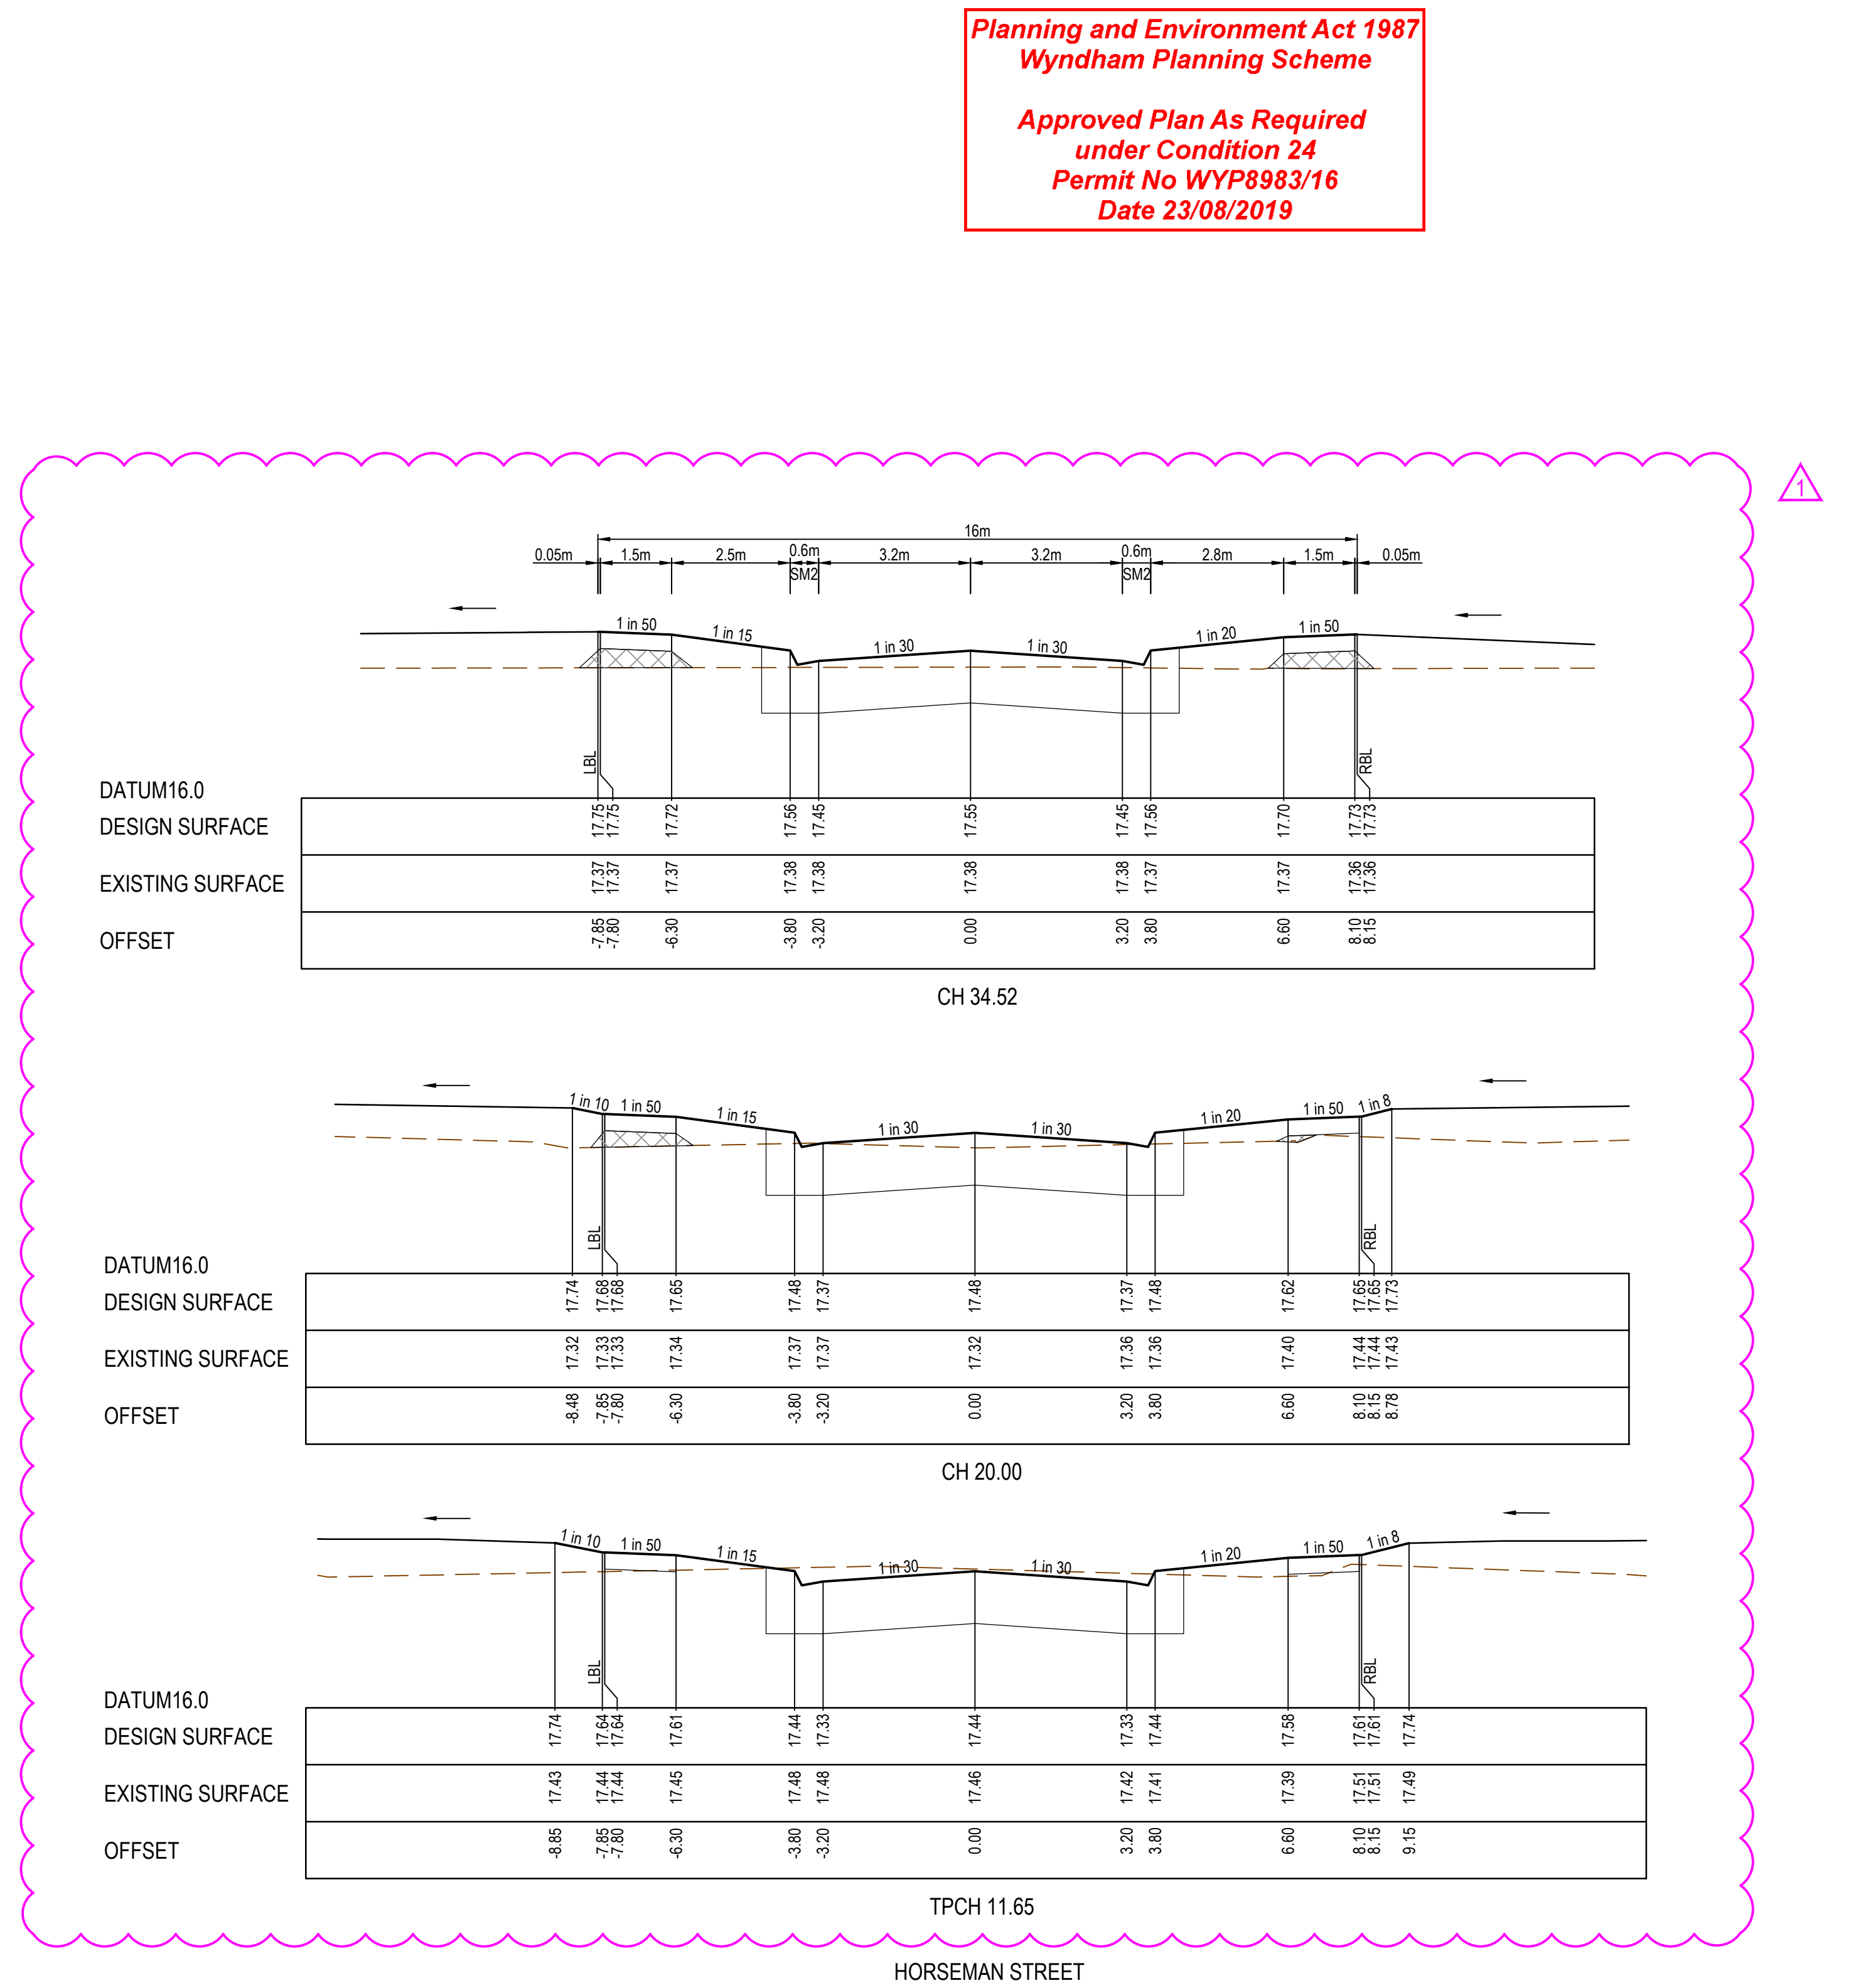 Planning and Environment Act 1987
Wyndham Planning Scheme
Approved Plan As Required
under Condition 24
Permit No WYP8983/16
Date 23/08/2019
1
16m
0.05m 1.5m 2.5m 0.6m 3.2m 3.2m 0.6m 2.8m 1.5m 0.05m
SM2 SM2
1 in 50 1 in 15 1 in 30 1 in 30 1 in 20 1 in 50
LBL RBL
DATUM16.0
DESIGN SURFACE 17.75 17.75 17.72 17.56 17.45 17.55 17.45 17.56 17.70 17.73 17.73
EXISTING SURFACE 17.37 17.37 17.37 17.38 17.38 17.38 17.38 17.37 17.37 17.36 17.36
OFFSET -7.85 -7.80 -6.30 -3.80 -3.20 0.00 3.20 3.80 6.60 8.10 8.15
CH 34.52
1 in 10 1 in 50 1 in 15 1 in 30 1 in 30 1 in 20 1 in 50 1 in 8
LBL RBL
DATUM16.0
DESIGN SURFACE 17.74 17.68 17.68 17.65 17.48 17.37 17.48 17.37 17.48 17.62 17.65 17.65 17.73
EXISTING SURFACE 17.32 17.33 17.33 17.34 17.37 17.37 17.32 17.36 17.36 17.40 17.44 17.44 17.43
OFFSET -8.48 -7.85 -7.80 -6.30 -3.80 -3.20 0.00 3.20 3.80 6.60 8.10 8.15 8.78
CH 20.00
1 in 10 1 in 50 1 in 15 1 in 30 1 in 30 1 in 20 1 in 50 1 in 8
LBL RBL
DATUM16.0
DESIGN SURFACE 17.74 17.64 17.64 17.61 17.44 17.33 17.44 17.33 17.44 17.58 17.61 17.61 17.74
EXISTING SURFACE 17.43 17.44 17.44 17.45 17.48 17.48 17.46 17.42 17.41 17.39 17.51 17.51 17.49
OFFSET -8.85 -7.85 -7.80 -6.30 -3.80 -3.20 0.00 3.20 3.80 6.60 8.10 8.15 9.15
TPCH 11.65
HORSEMAN STREET